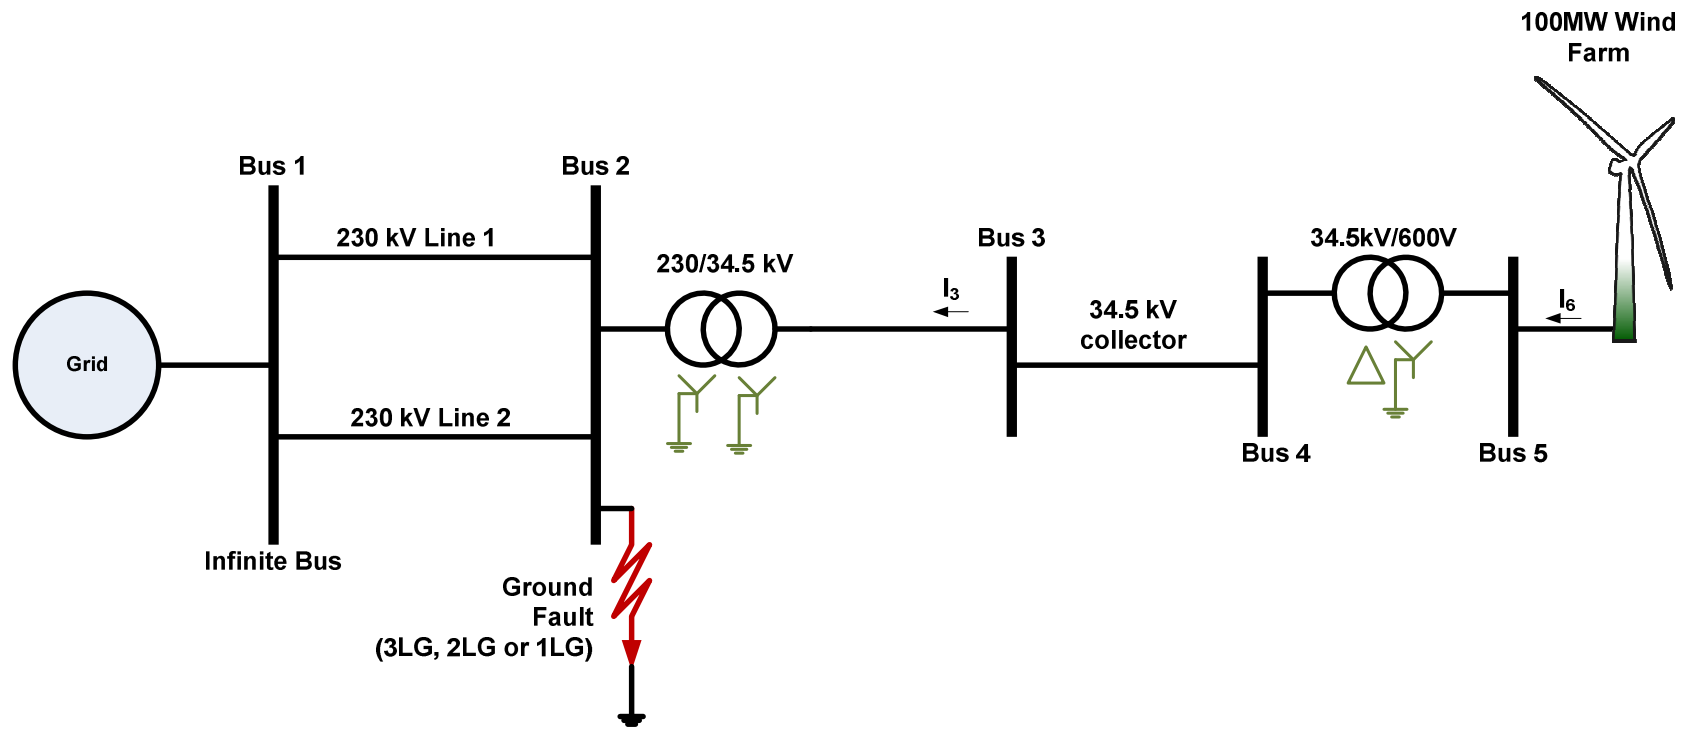 100MW Wind
Farm
Bus 1
Bus 2
230 kV Line 1
230/34.5 kV
Bus 3
34.5kV/600V
I3
34.5 kV
collector
I6
Grid
230 kV Line 2
Bus 4
Bus 5
Infinite Bus
Ground
Fault
(3LG, 2LG or 1LG)